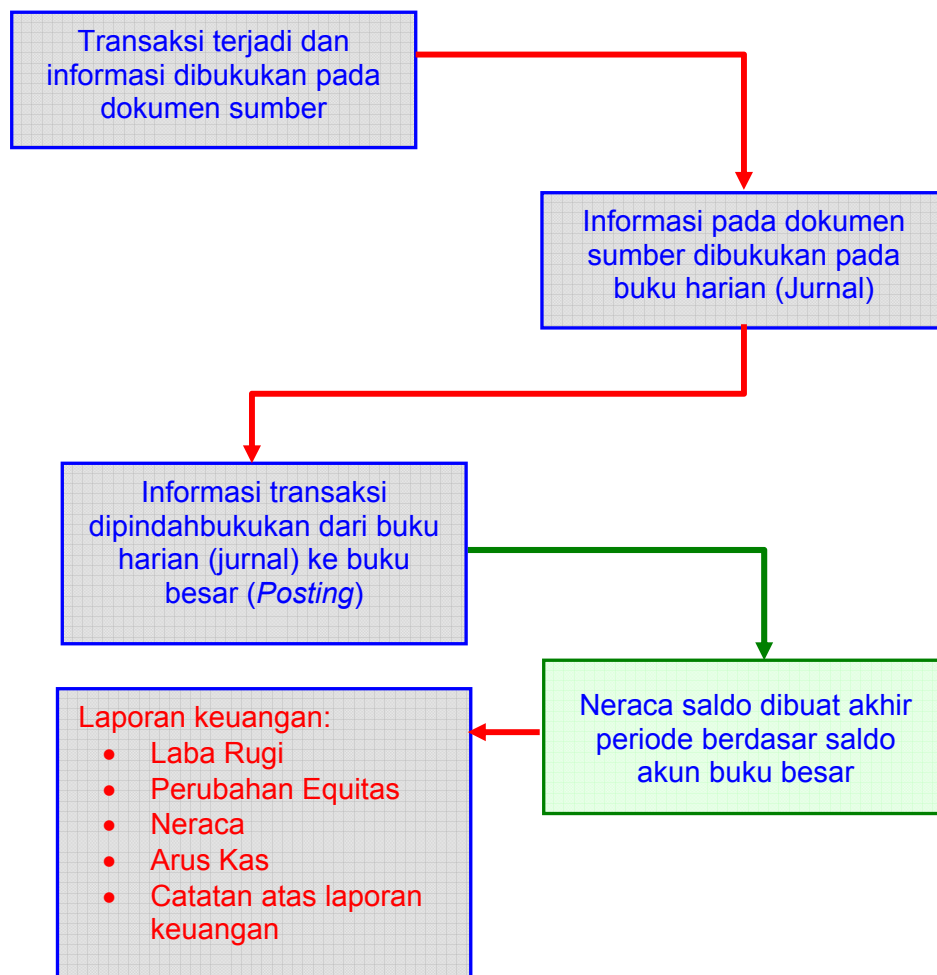 Transaksi terjadi dan
informasi dibukukan pada
dokumen sumber
Informasi pada dokumen
sumber dibukukan pada
buku harian (Jurnal)
Informasi transaksi
dipindahbukukan dari buku
harian (jurnal) ke buku
besar (Posting)
Neraca saldo dibuat akhir
periode berdasar saldo
akun buku besar
Laporan keuangan:
• Laba Rugi
• Perubahan Equitas
• Neraca
• Arus Kas
• Catatan atas laporan
keuangan